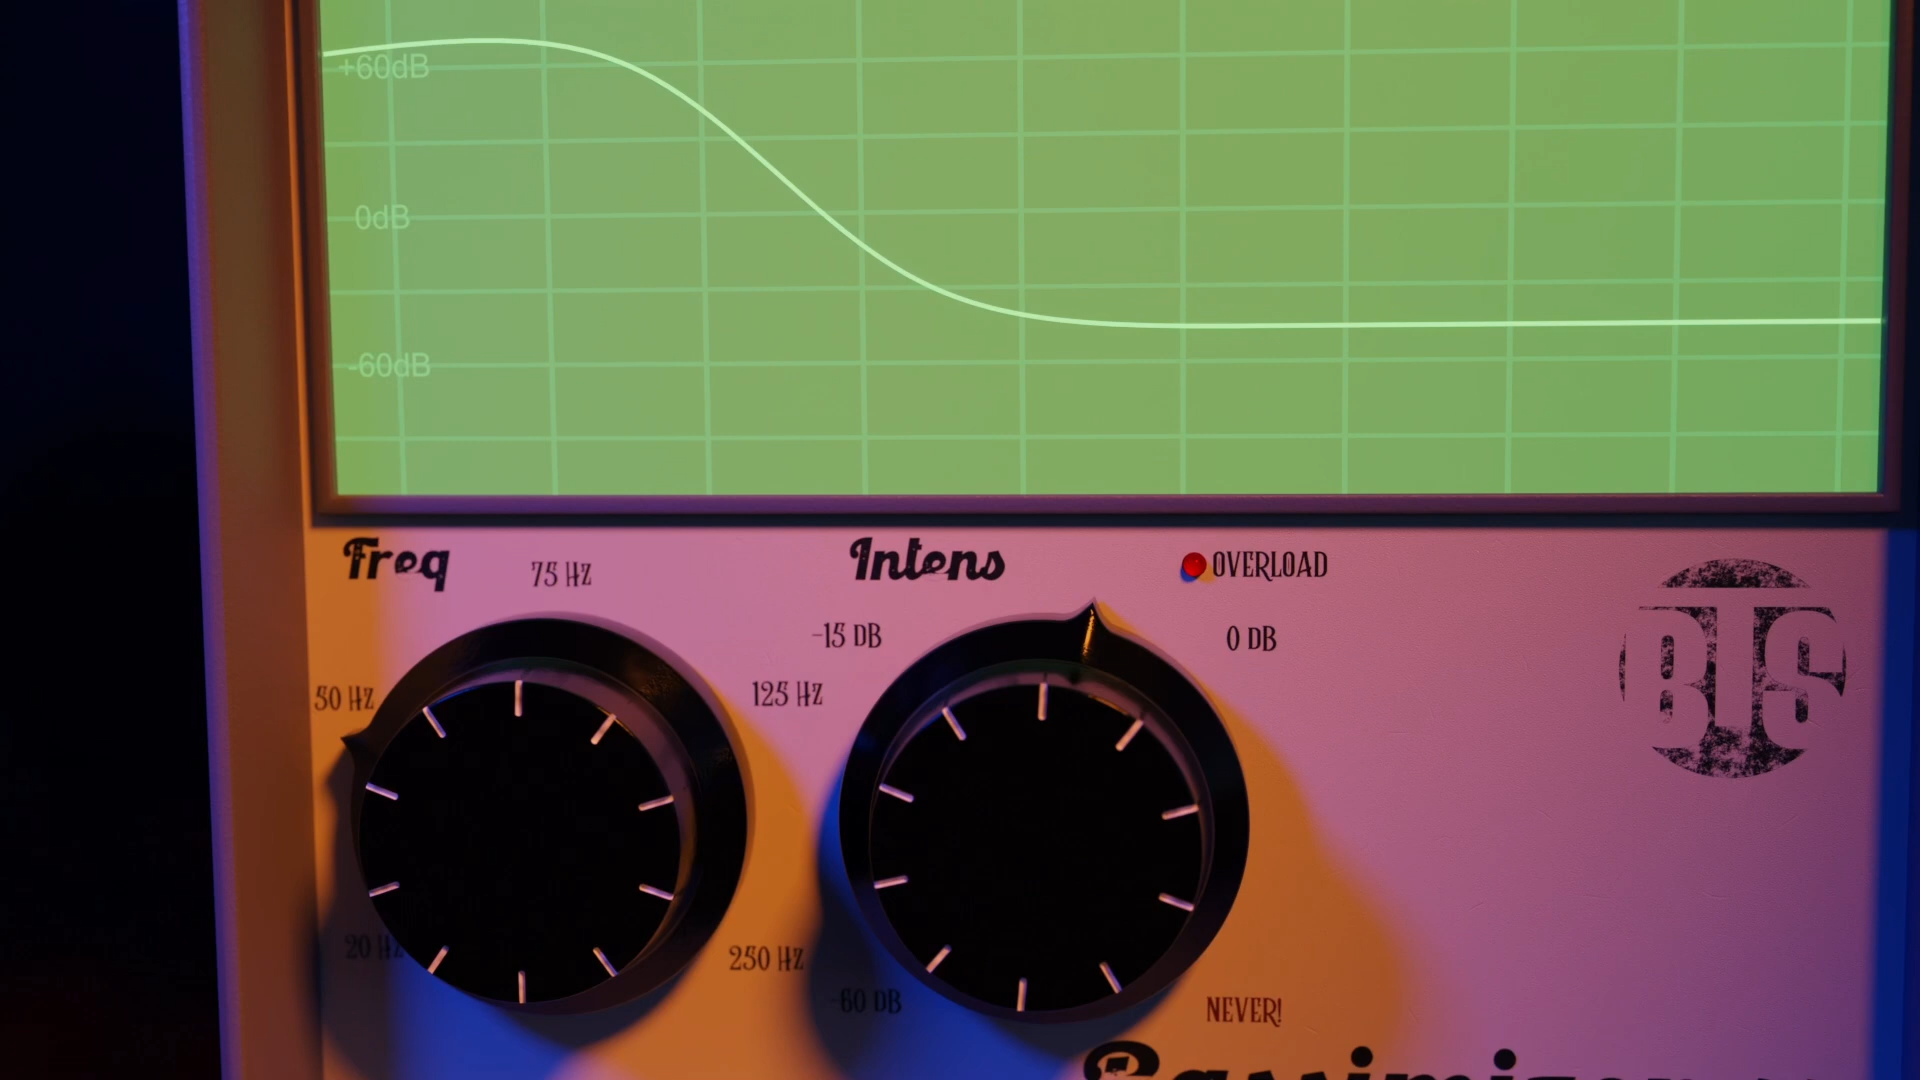 +60dB
0dB
-60dB
Freq
75 Hz
Intens
OVERLOAD
-15 DB
0 DB
50 Hz
125 Hz
BTS
20 Hz
250 Hz
-60 DB
NEVER!